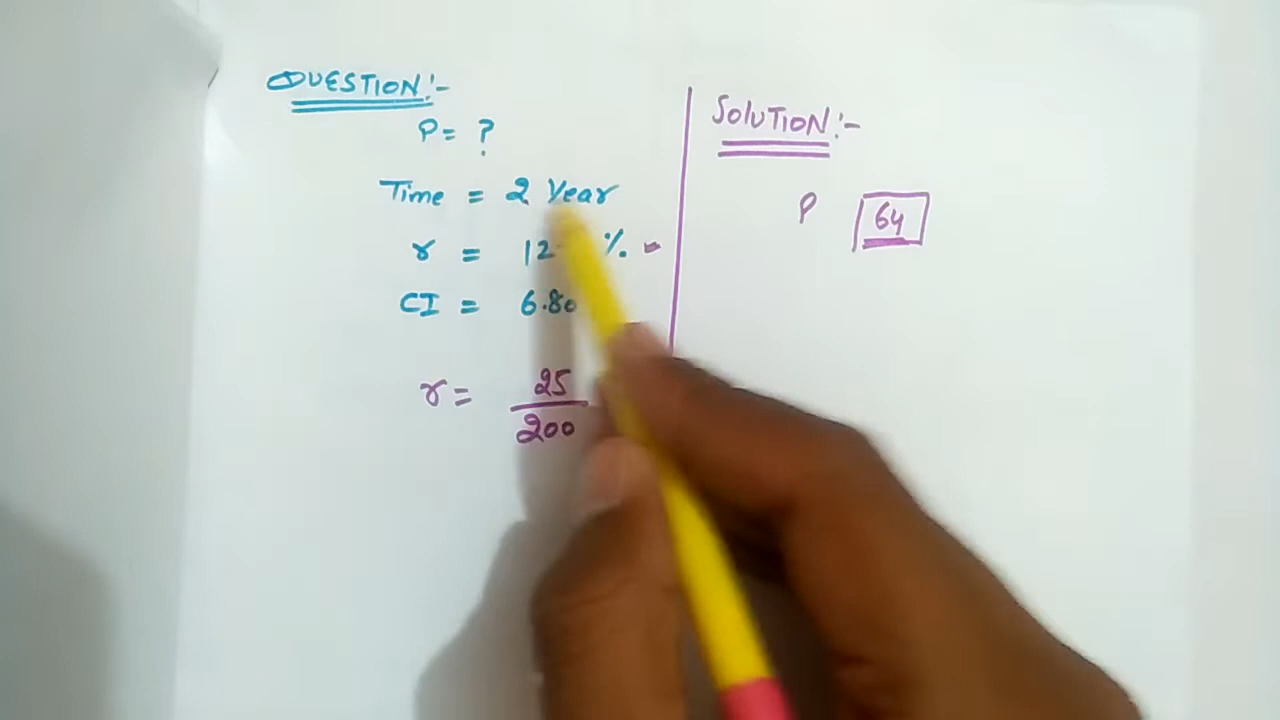 QUESTION:-
P = ?
Time = 2 Year
r = 12 %
CI = 6.80
r = 25/200
SOLUTION:-
P 64